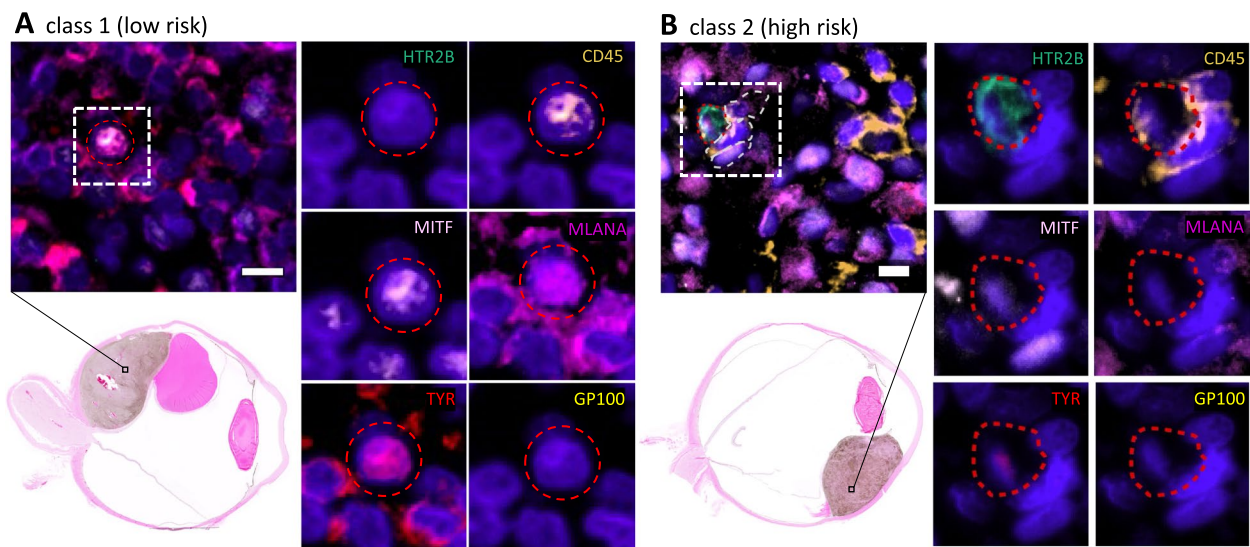 A class 1 (low risk)
HTR2B
CD45
MITF
MLANA
TYR
GP100
B class 2 (high risk)
HTR2B
CD45
MITF
MLANA
TYR
GP100